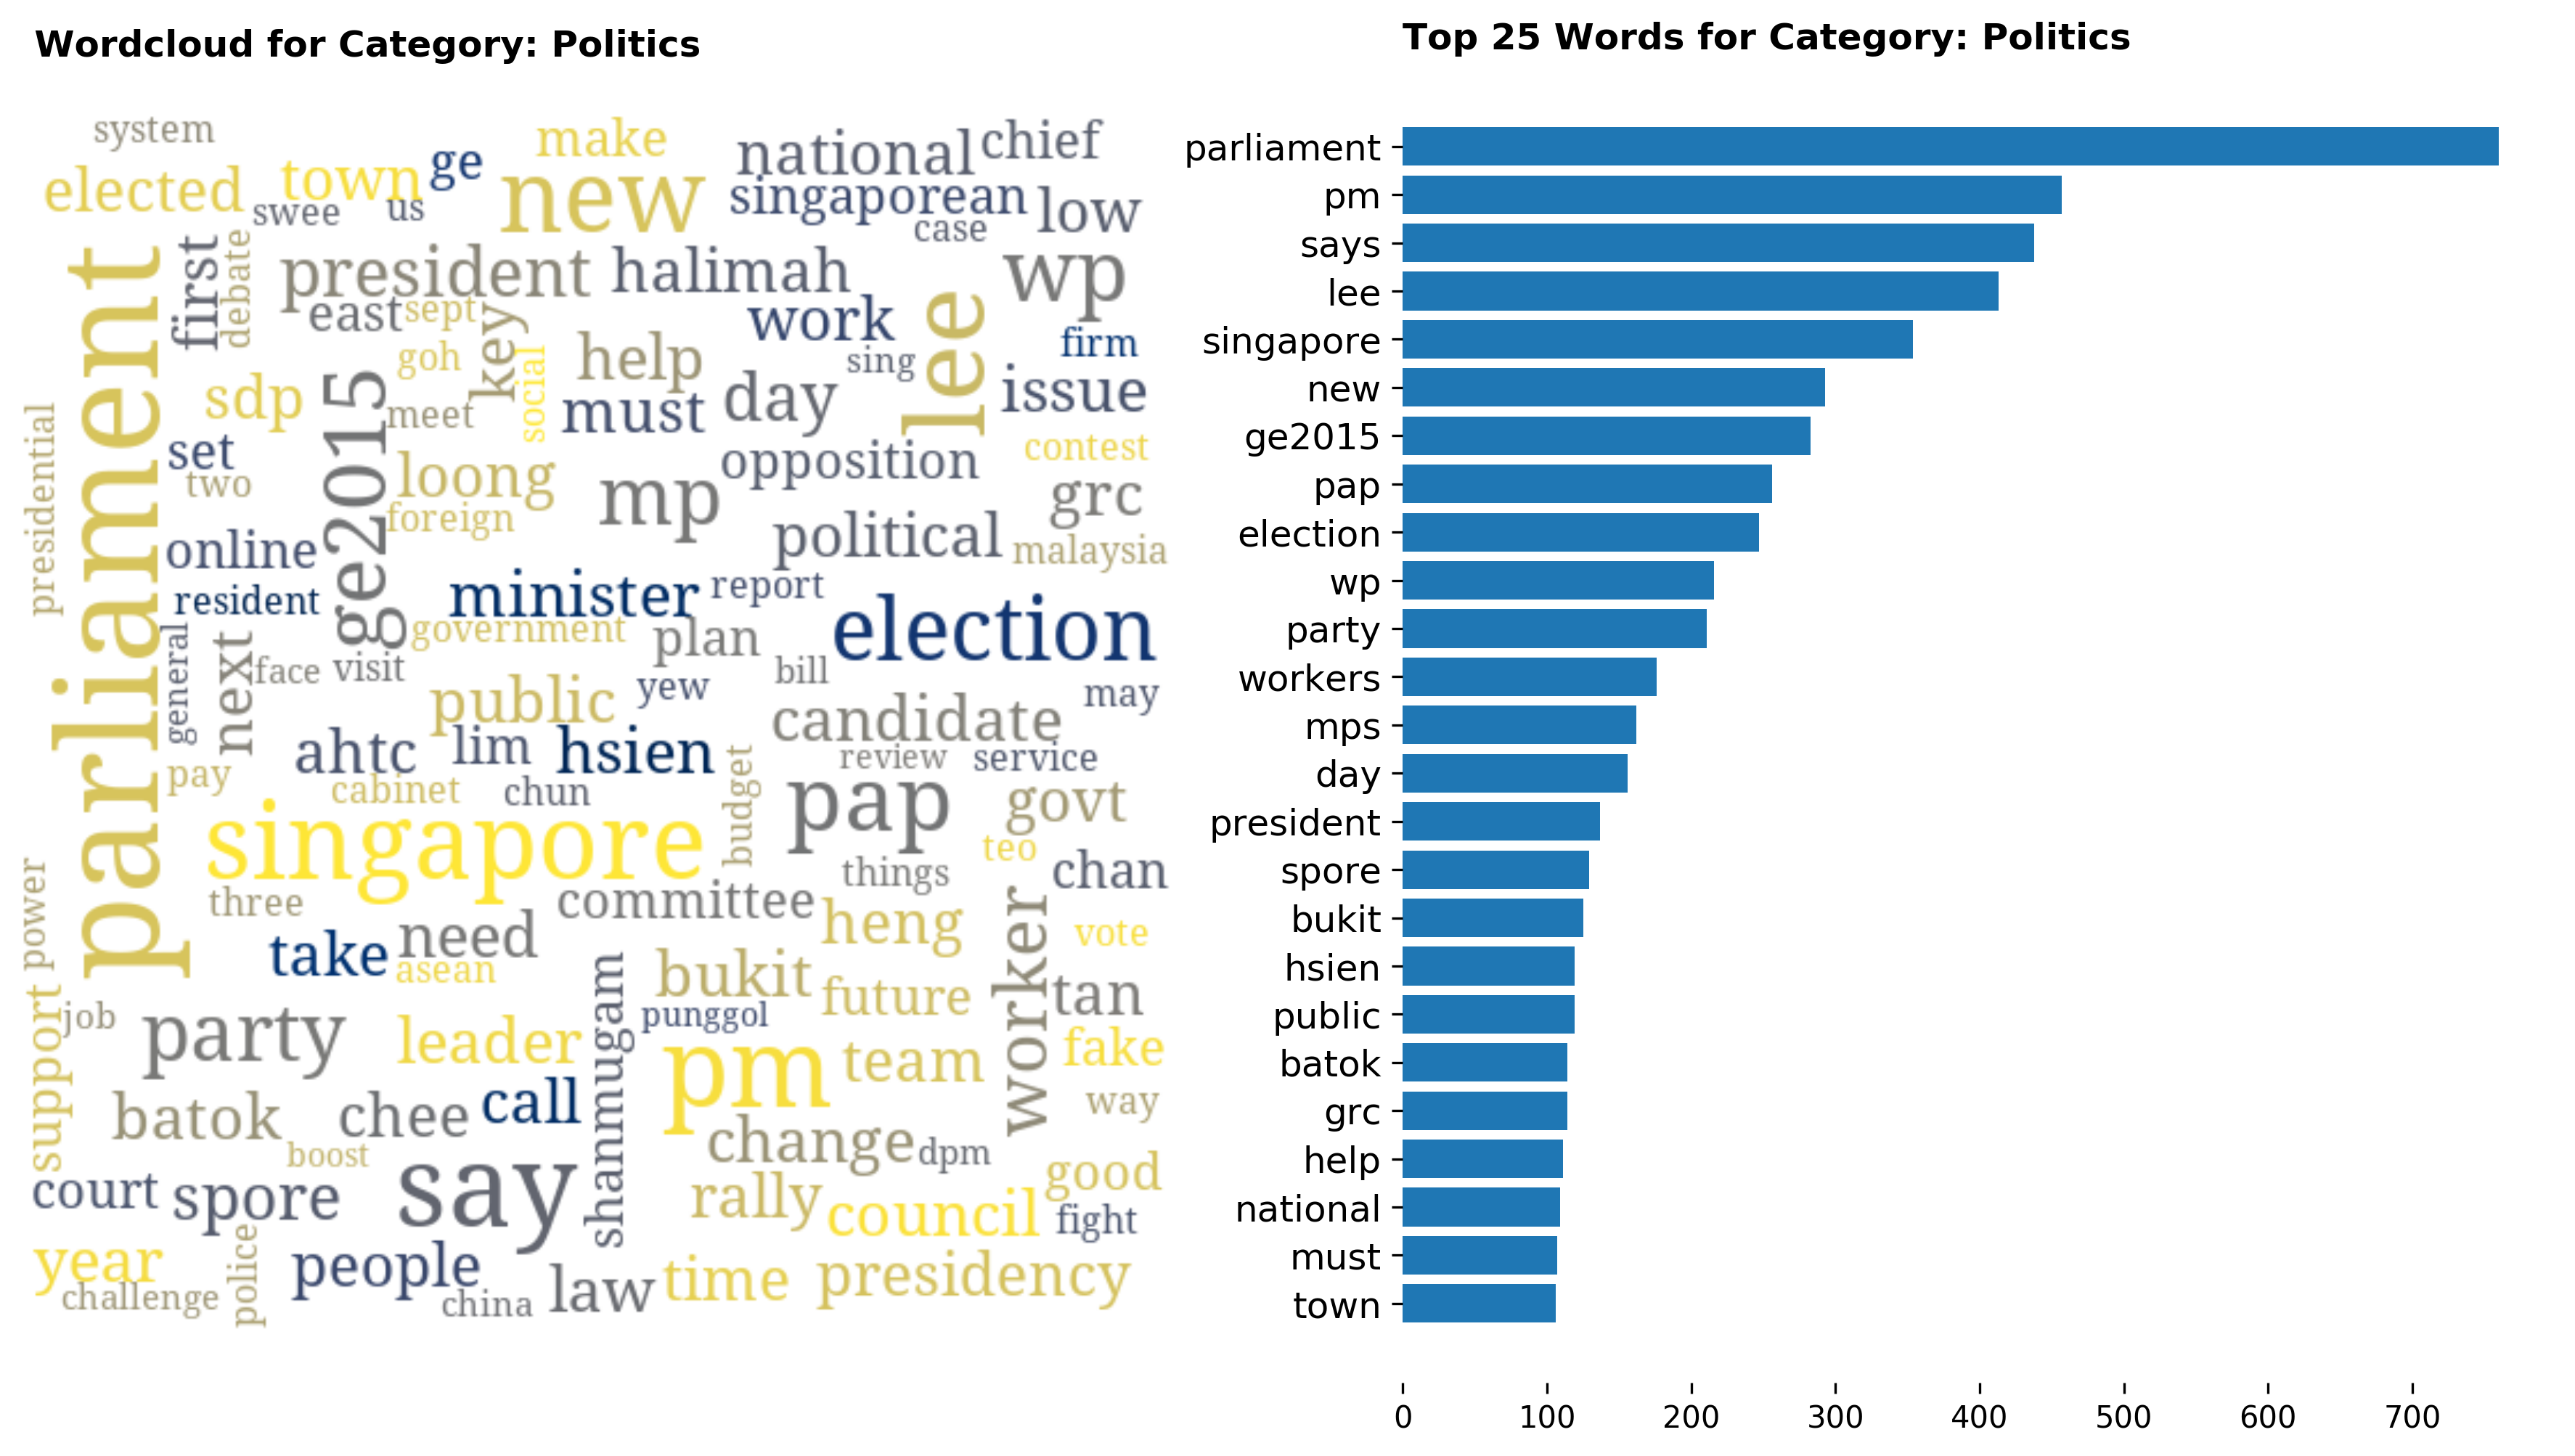 Wordcloud for Category: Politics
system
make
national
chief
elected
town
ge
new
singaporean
low
swee
us
case
parliament
first
debate
president
halimah
wp
east
sept
key
work
lee
firm
goh
social
help
sing
sdp
ge2015
meet
must
day
issue
presidential
set
two
loong
mp
opposition
contest
grc
foreign
political
malaysia
online
resident
minister
report
election
general
next
government
plan
face
visit
bill
public
yew
candidate
may
ahtc
lim
hsien
budget
review
service
pay
cabinet
chun
pap
govt
singapore
teo
things
chan
power
three
committee
heng
worker
vote
take
need
asean
shanmugam
bukit
future
tan
support
job
party
leader
punggol
pm
team
fake
batok
chee
call
way
boost
change
dpm
court
spore
say
rally
council
good
fight
year
police
people
time
presidency
challenge
china
law
Top 25 Words for Category: Politics
parliament
pm
says
lee
singapore
new
ge2015
pap
election
wp
party
workers
mps
day
president
spore
bukit
hsien
public
batok
grc
help
national
must
town
0 100 200 300 400 500 600 700